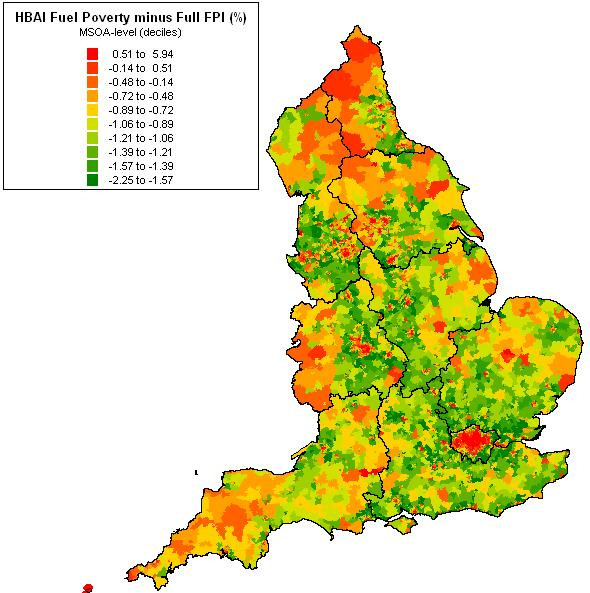 HBAI Fuel Poverty minus Full FPI (%)
MSOA-level (deciles)
0.51 to 5.94
-0.14 to 0.51
-0.48 to -0.14
-0.72 to -0.48
-0.89 to -0.72
-1.06 to -0.89
-1.21 to -1.06
-1.39 to -1.21
-1.57 to -1.39
-2.25 to -1.57